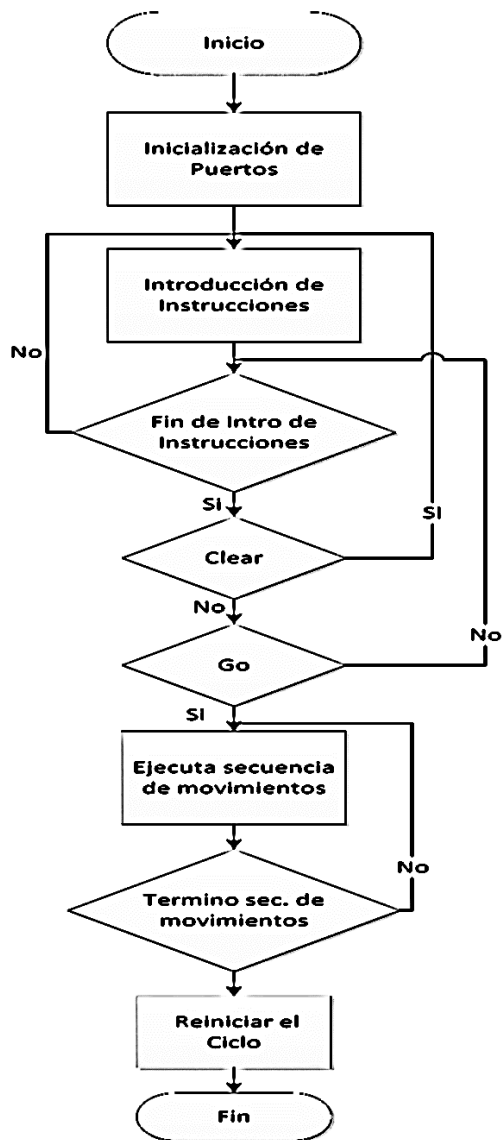 Inicio
Inicialización de
Puertos
Introducción de
Instrucciones
No
Fin de Intro de
Instrucciones
Si
SI
Clear
No
No
Go
SI
Ejecuta secuencia
de movimientos
No
Termino sec. de
movimientos
Reiniciar el
Ciclo
Fin